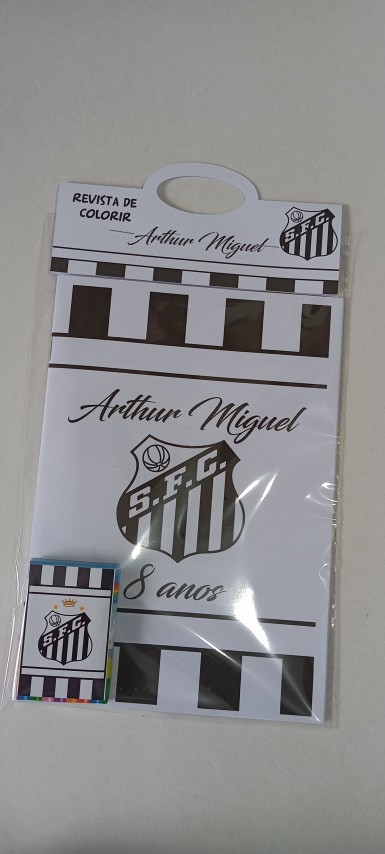 REVISTA DE
COLORIR
Arthur Miguel
S.F.C.
Arthur Miguel
S.F.C.
8 anos
S.F.C.